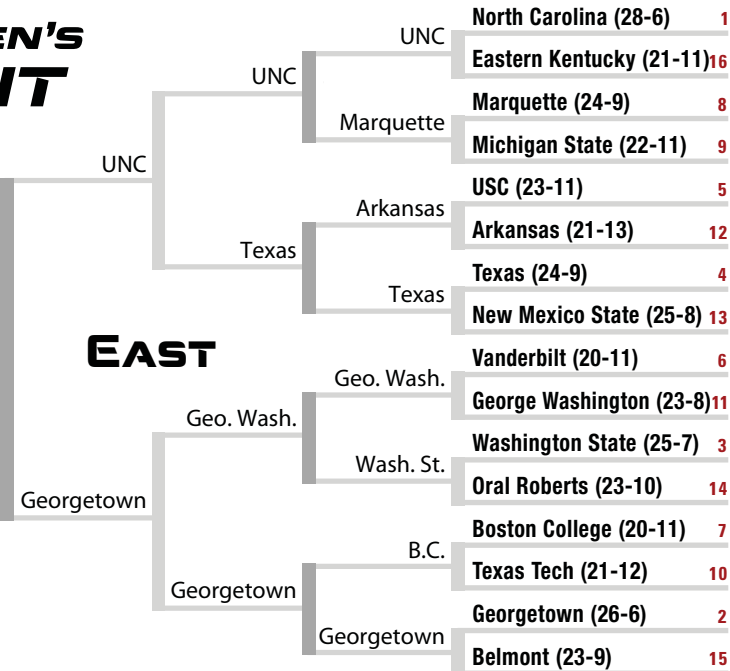 EN'S
NT
EAST
North Carolina (28-6) 1
Eastern Kentucky (21-11) 16
Marquette (24-9) 8
Michigan State (22-11) 9
USC (23-11) 5
Arkansas (21-13) 12
Texas (24-9) 4
New Mexico State (25-8) 13
Vanderbilt (20-11) 6
George Washington (23-8) 11
Washington State (25-7) 3
Oral Roberts (23-10) 14
Boston College (20-11) 7
Texas Tech (21-12) 10
Georgetown (26-6) 2
Belmont (23-9) 15
UNC
Marquette
Arkansas
Texas
Geo. Wash.
Wash. St.
B.C.
Georgetown
UNC
Texas
Geo. Wash.
Georgetown
UNC
Georgetown